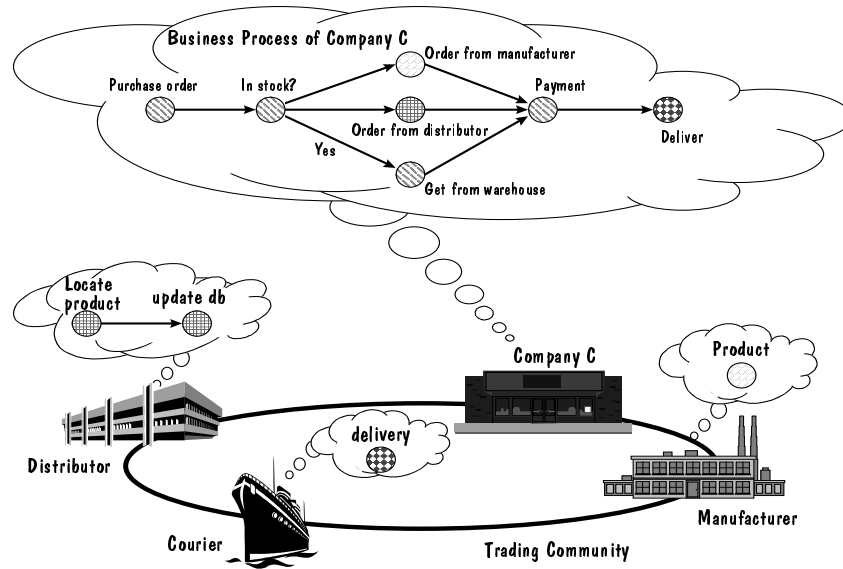 Business Process of Company C
Order from manufacturer
Purchase order
In stock?
Payment
Order from distributor
Deliver
Yes
Get from warehouse
Locate
product
update db
Company C
Product
delivery
Distributor
Manufacturer
Courier
Trading Community